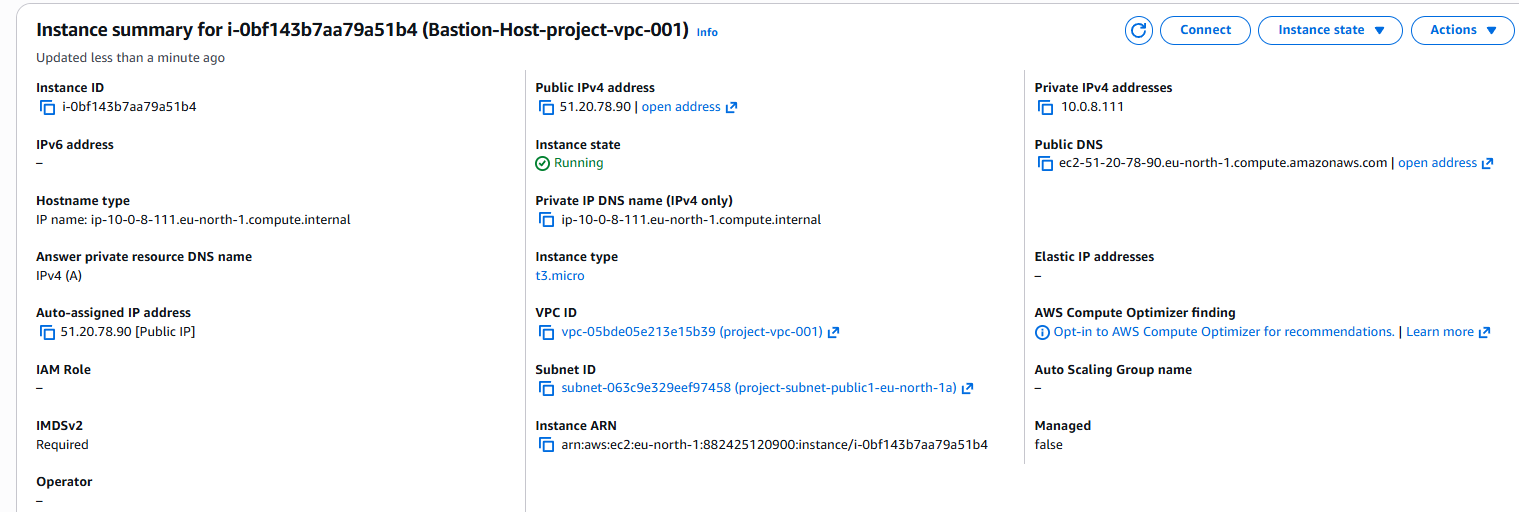 Instance summary for i-0bf143b7aa79a51b4 (Bastion-Host-project-vpc-001) Info
Connect
Instance state
Actions
Updated less than a minute ago
Instance ID
i-0bf143b7aa79a51b4
Public IPv4 address
51.20.78.90 | open address
Private IPv4 addresses
10.0.8.111
IPv6 address
–
Instance state
Running
Public DNS
ec2-51-20-78-90.eu-north-1.compute.amazonaws.com | open address
Hostname type
IP name: ip-10-0-8-111.eu-north-1.compute.internal
Private IP DNS name (IPv4 only)
ip-10-0-8-111.eu-north-1.compute.internal
Answer private resource DNS name
IPv4 (A)
Instance type
t3.micro
Elastic IP addresses
–
Auto-assigned IP address
51.20.78.90 [Public IP]
VPC ID
vpc-05bde05e213e15b39 (project-vpc-001)
AWS Compute Optimizer finding
Opt-in to AWS Compute Optimizer for recommendations. | Learn more
IAM Role
–
Subnet ID
subnet-063c9e329eef97458 (project-subnet-public1-eu-north-1a)
Auto Scaling Group name
–
IMDSv2
Required
Instance ARN
arn:aws:ec2:eu-north-1:882425120900:instance/i-0bf143b7aa79a51b4
Managed
false
Operator
–